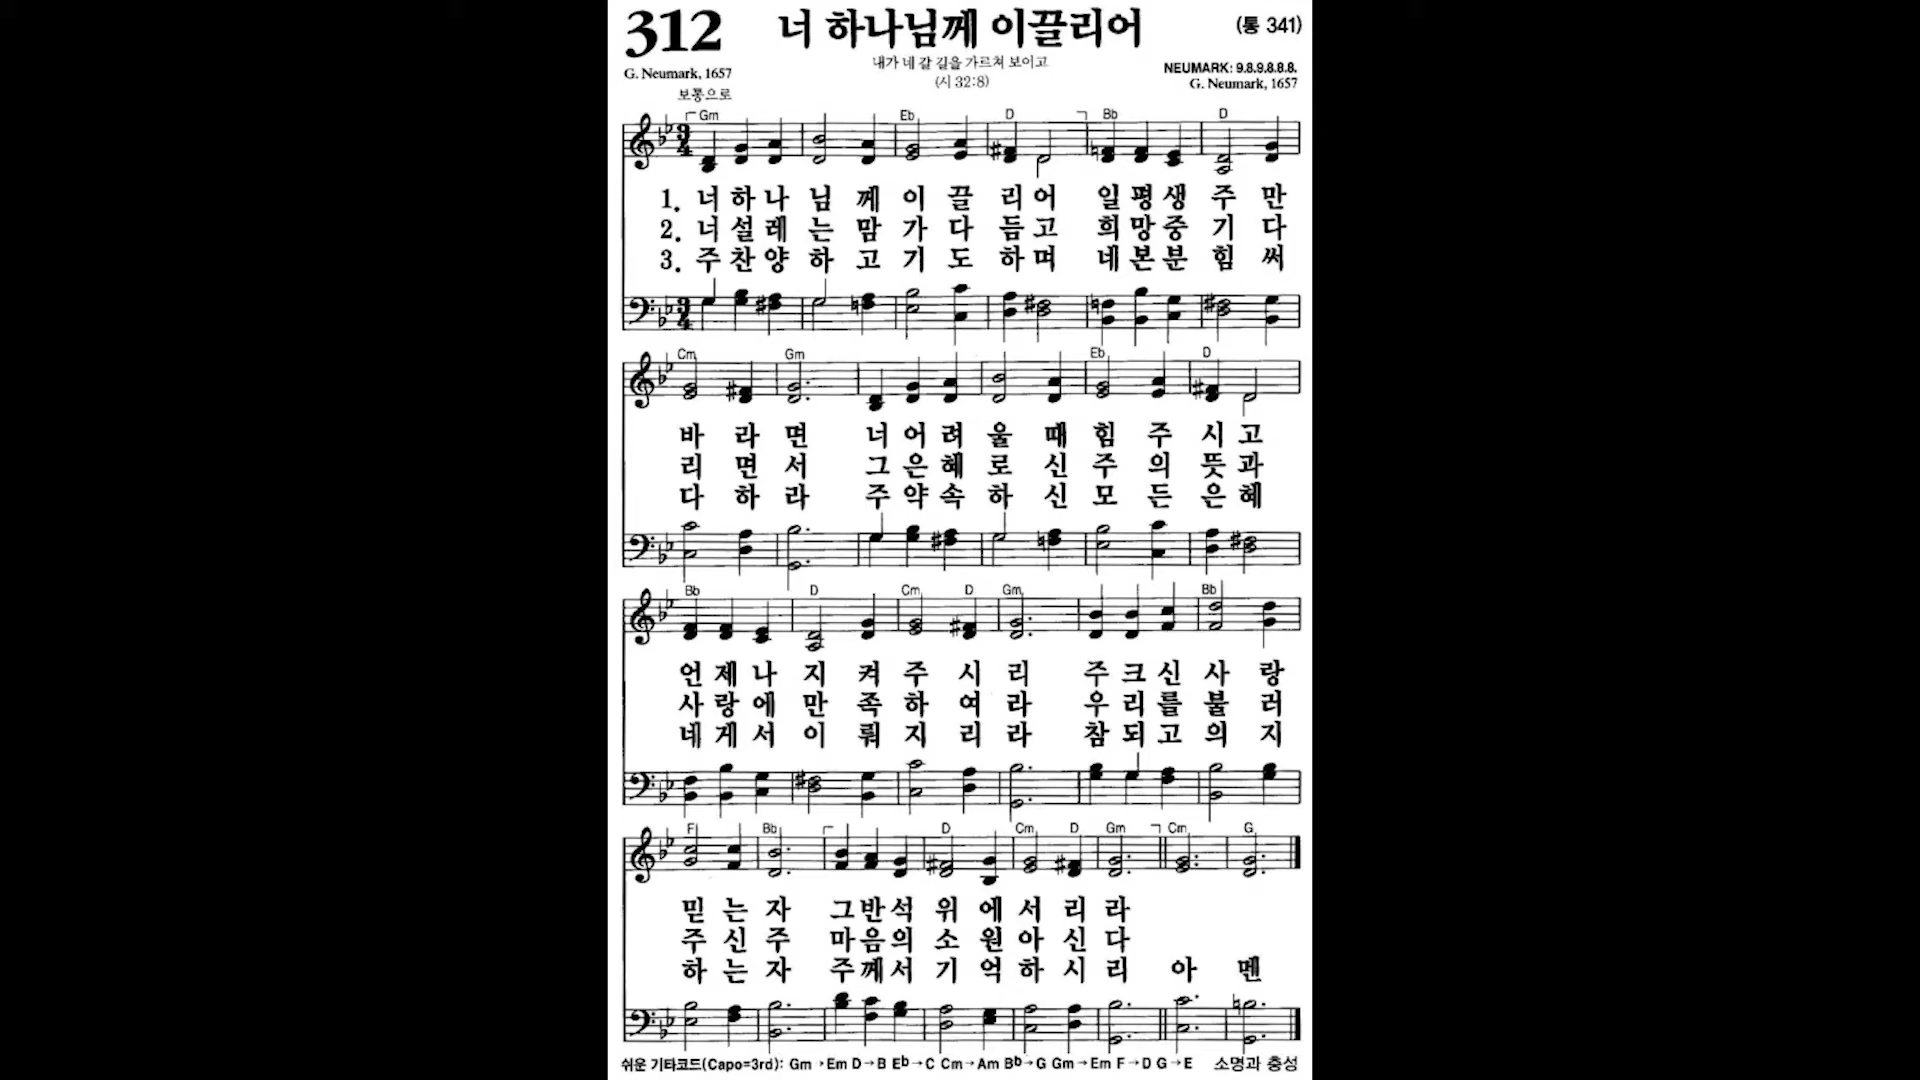 312 너 하나님께 이끌리어 (통 341)
내가 네 갈 길을 가르쳐 보이고
(시 32:8)
G. Neumark, 1657
NEUMARK: 9.8.9.8.8.8.
G. Neumark, 1657
보통으로
Gm Eb D Bb D
3 4
1. 너 하 나 님 께 이 끌 리 어 일 평 생 주 만
2. 너 설 레 는 맘 가 다 듬 고 희 망 중 기 다
3. 주 찬 양 하 고 기 도 하 며 네 본 분 힘 써
3 4
Cm Gm Eb D
바 라 면 너 어 려 울 때 힘 주 시 고
리 면 서 그 은 혜 로 신 주 의 뜻 과
다 하 라 주 약 속 하 신 모 든 은 혜
Bb D Cm D Gm Bb
언 제 나 지 켜 주 시 리 주 크 신 사 랑
사 랑 에 만 족 하 여 라 우 리 를 불 러
네 게 서 이 뤄 지 리 라 참 되 고 의 지
F Bb D Cm D Gm Cm G
믿 는 자 그 반 석 위 에 서 리 라
주 신 주 마 음 의 소 원 아 신 다
하 는 자 주 께 서 기 억 하 시 리 아 멘
쉬운 기타코드(Capo=3rd): Gm→Em D→B Eb→C Cm→Am Bb→G Gm→Em F→D G→E 소명과 충성